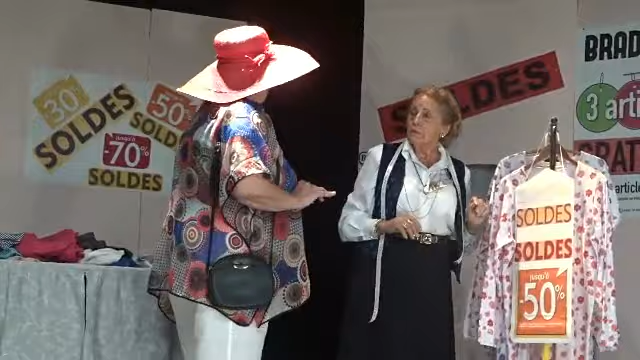 30%
SOLDES
50%
SOLDES
JUSQU'À
-70%
SOLDES
SOLDES
BRAD
3 arti
GRAT
SOLDES
SOLDES
JUSQU'À
-50%